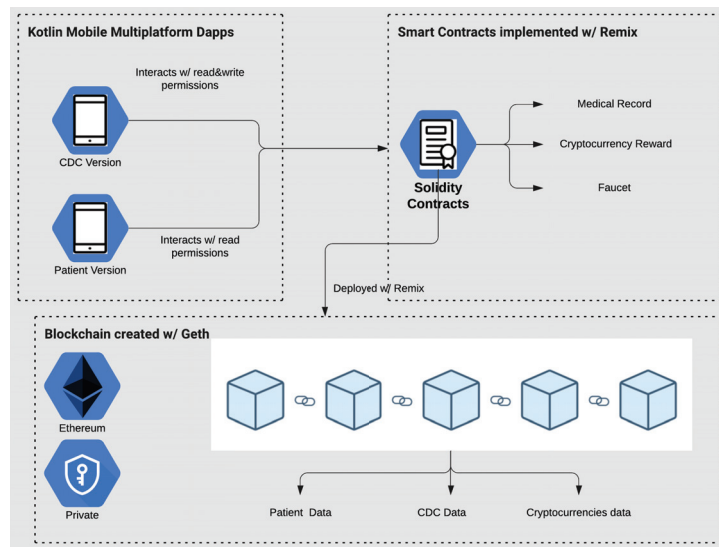 Kotlin Mobile Multiplatform Dapps
Interacts w/ read&write
permissions
CDC Version
Interacts w/ read
permissions
Patient Version
Smart Contracts implemented w/ Remix
Solidity
Contracts
Medical Record
Cryptocurrency Reward
Faucet
Deployed w/ Remix
Blockchain created w/ Geth
Ethereum
Private
Patient Data
CDC Data
Cryptocurrencies data